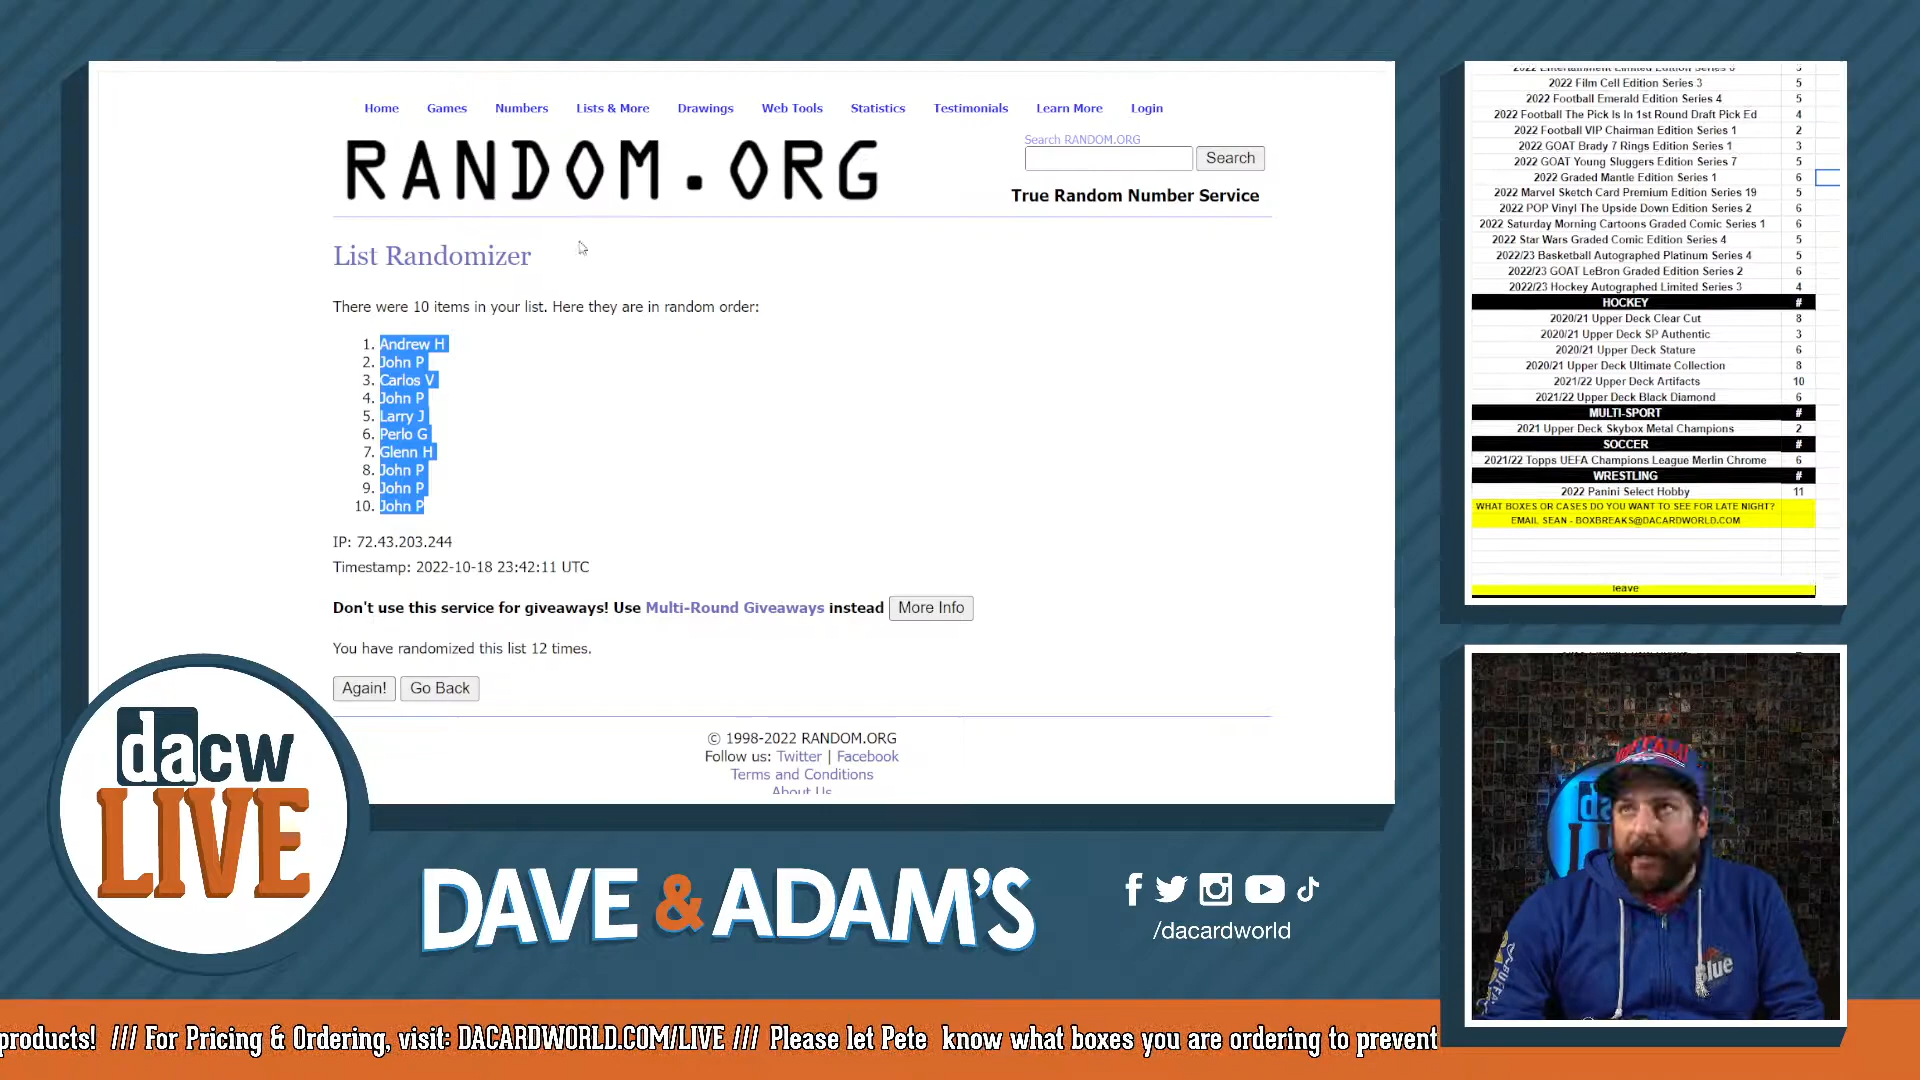 Home Games Numbers Lists & More Drawings Web Tools Statistics Testimonials Learn More Login
RANDOM.ORG
Search RANDOM.ORG
Search
True Random Number Service
List Randomizer
There were 10 items in your list. Here they are in random order:
1. Andrew H
2. John P
3. Carlos V
4. John P
5. Larry J
6. Perlo G
7. Glenn H
8. John P
9. John P
10. John P
IP: 72.43.203.244
Timestamp: 2022-10-18 23:42:11 UTC
Don't use this service for giveaways! Use Multi-Round Giveaways instead More Info
You have randomized this list 12 times.
Again! Go Back
© 1998-2022 RANDOM.ORG
Follow us: Twitter | Facebook
Terms and Conditions
About Us
2022 Film Cell Edition Series 3 5
2022 Football Emerald Edition Series 4 5
2022 Football The Pick Is In 1st Round Draft Pick Ed 4
2022 Football VIP Chairman Edition Series 1 2
2022 GOAT Brady 7 Rings Edition Series 1 3
2022 GOAT Young Sluggers Edition Series 7 5
2022 Graded Mantle Edition Series 1 6
2022 Marvel Sketch Card Premium Edition Series 19 5
2022 POP Vinyl The Upside Down Edition Series 2 6
2022 Saturday Morning Cartoons Graded Comic Series 1 6
2022 Star Wars Graded Comic Edition Series 4 5
2022/23 Basketball Autographed Platinum Series 4 5
2022/23 GOAT LeBron Graded Edition Series 2 6
2022/23 Hockey Autographed Limited Series 3 4
HOCKEY #
2020/21 Upper Deck Clear Cut 8
2020/21 Upper Deck SP Authentic 3
2020/21 Upper Deck Stature 6
2020/21 Upper Deck Ultimate Collection 8
2021/22 Upper Deck Artifacts 10
2021/22 Upper Deck Black Diamond 6
MULTI-SPORT #
2021 Upper Deck Skybox Metal Champions 2
SOCCER #
2021/22 Topps UEFA Champions League Merlin Chrome 6
WRESTLING #
2022 Panini Select Hobby 11
WHAT BOXES OR CASES DO YOU WANT TO SEE FOR LATE NIGHT?
EMAIL SEAN - BOXBREAKS@DACARDWORLD.COM
leave
dacw
LIVE
DAVE & ADAM'S
/dacardworld
Blue
products! /// For Pricing & Ordering, visit: DACARDWORLD.COM/LIVE /// Please let Pete know what boxes you are ordering to prevent